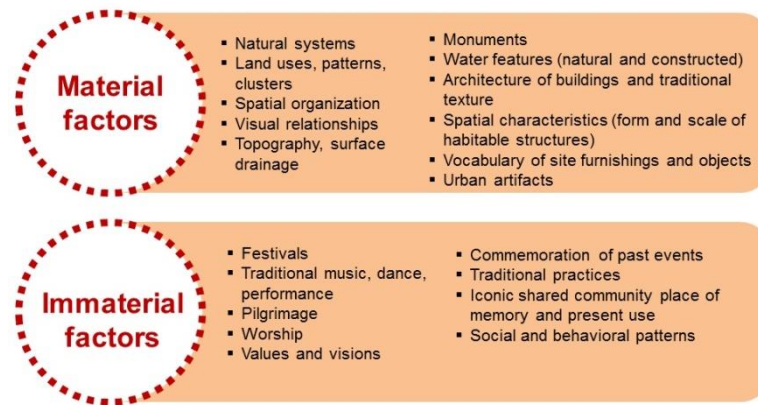 Material
factors
▪ Natural systems
▪ Land uses, patterns,
clusters
▪ Spatial organization
▪ Visual relationships
▪ Topography, surface
drainage
▪ Monuments
▪ Water features (natural and constructed)
▪ Architecture of buildings and traditional
texture
▪ Spatial characteristics (form and scale of
habitable structures)
▪ Vocabulary of site furnishings and objects
▪ Urban artifacts
Immaterial
factors
▪ Festivals
▪ Traditional music, dance,
performance
▪ Pilgrimage
▪ Worship
▪ Values and visions
▪ Commemoration of past events
▪ Traditional practices
▪ Iconic shared community place of
memory and present use
▪ Social and behavioral patterns